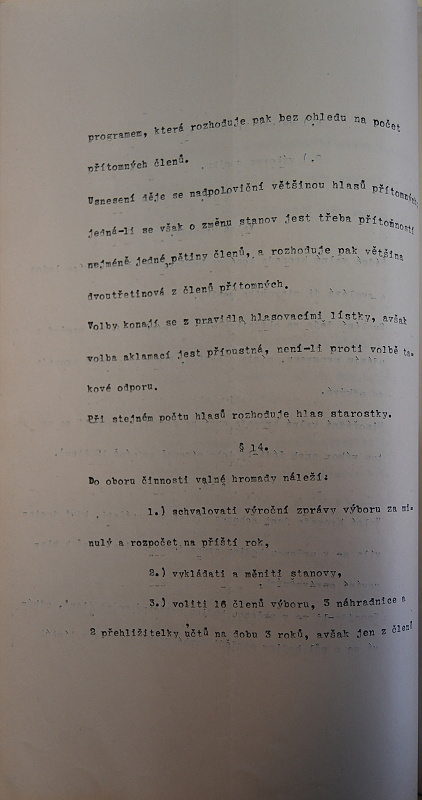 programem, která rozhoduje pak bez ohledu na počet
přítomných členů.
Usnesení děje se nadpoloviční většinou hlasů přítomných,
jedná-li se však o změnu stanov jest třeba přítomnosti
nejméně jedné pětiny členů, a rozhoduje pak většina
dvoutřetinová z členů přítomných.
Volby konají se z pravidla hlasovacími lístky, avšak
volba aklamací jest přípustná, není-li proti volbě ta-
kové odporu.
Při stejném počtu hlasů rozhoduje hlas starostky.
§ 14.
Do oboru činnosti valné hromady náleží:
1.) schvalovati výroční zprávy výboru za mi-
nulý a rozpočet na příští rok,
2.) vykládati a měniti stanovy,
3.) voliti 16 členů výboru, 3 náhradnice a
2 přehlížitelky účtů na dobu 3 roků, avšak jen z členů